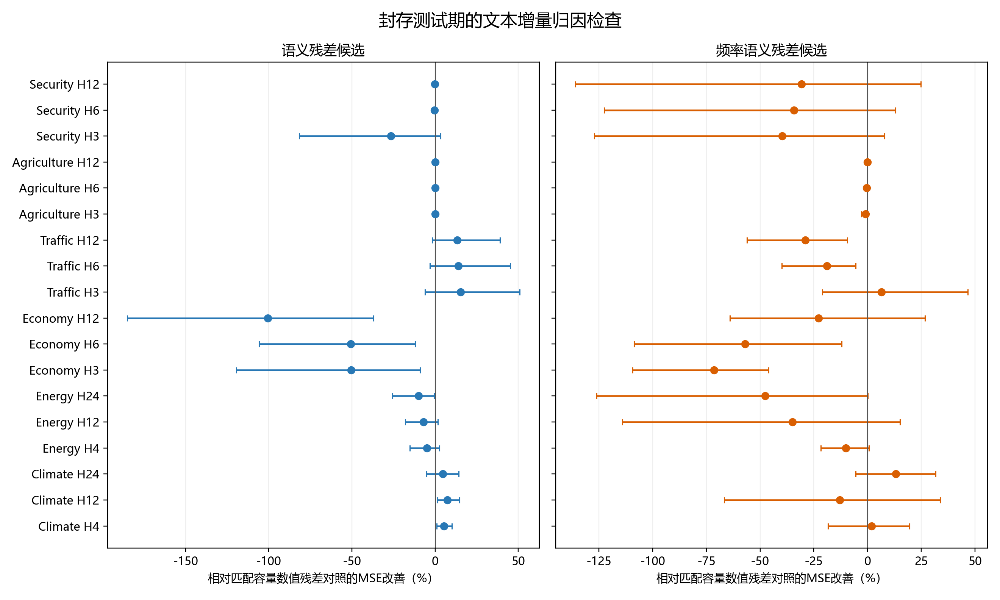 封存测试期的文本增量归因检查
语义残差候选
频率语义残差候选
Security H12
Security H6
Security H3
Agriculture H12
Agriculture H6
Agriculture H3
Traffic H12
Traffic H6
Traffic H3
Economy H12
Economy H6
Economy H3
Energy H24
Energy H12
Energy H4
Climate H24
Climate H12
Climate H4
-150 -100 -50 0 50
-125 -100 -75 -50 -25 0 25 50
相对匹配容量数值残差对照的MSE改善（%）
相对匹配容量数值残差对照的MSE改善（%）